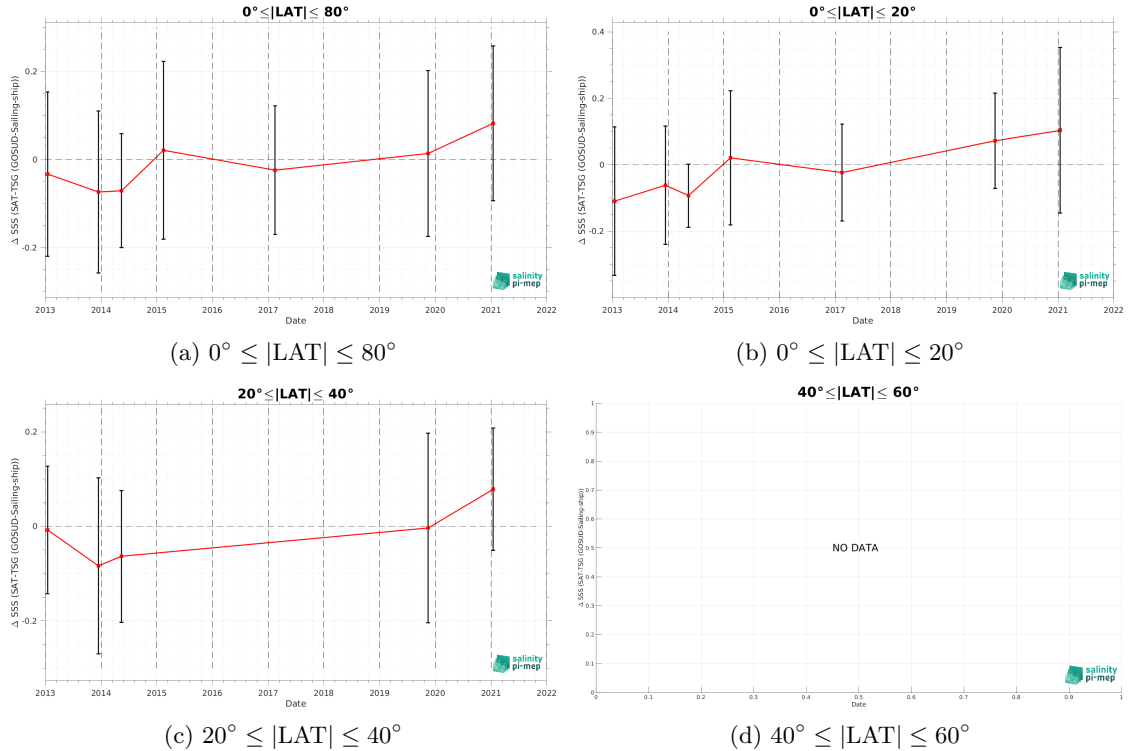 0°≤|LAT|≤ 80°
Δ SSS (SAT-TSG (GOSUD-Sailing-ship))
0.2
0
-0.2
2013 2014 2015 2016 2017 2018 2019 2020 2021 2022
Date
salinity
pi-mep
(a) 0° ≤ |LAT| ≤ 80°
0°≤|LAT|≤ 20°
Δ SSS (SAT-TSG (GOSUD-Sailing-ship))
0.4
0.2
0
-0.2
2013 2014 2015 2016 2017 2018 2019 2020 2021 2022
Date
salinity
pi-mep
(b) 0° ≤ |LAT| ≤ 20°
20°≤|LAT|≤ 40°
Δ SSS (SAT-TSG (GOSUD-Sailing-ship))
0.2
0
-0.2
2013 2014 2015 2016 2017 2018 2019 2020 2021 2022
Date
salinity
pi-mep
(c) 20° ≤ |LAT| ≤ 40°
40°≤|LAT|≤ 60°
Δ SSS (SAT-TSG (GOSUD-Sailing-ship))
1
0.9
0.8
0.7
0.6
0.5
0.4
0.3
0.2
0.1
0
NO DATA
0 0.1 0.2 0.3 0.4 0.5 0.6 0.7 0.8 0.9 1
Date
salinity
pi-mep
(d) 40° ≤ |LAT| ≤ 60°